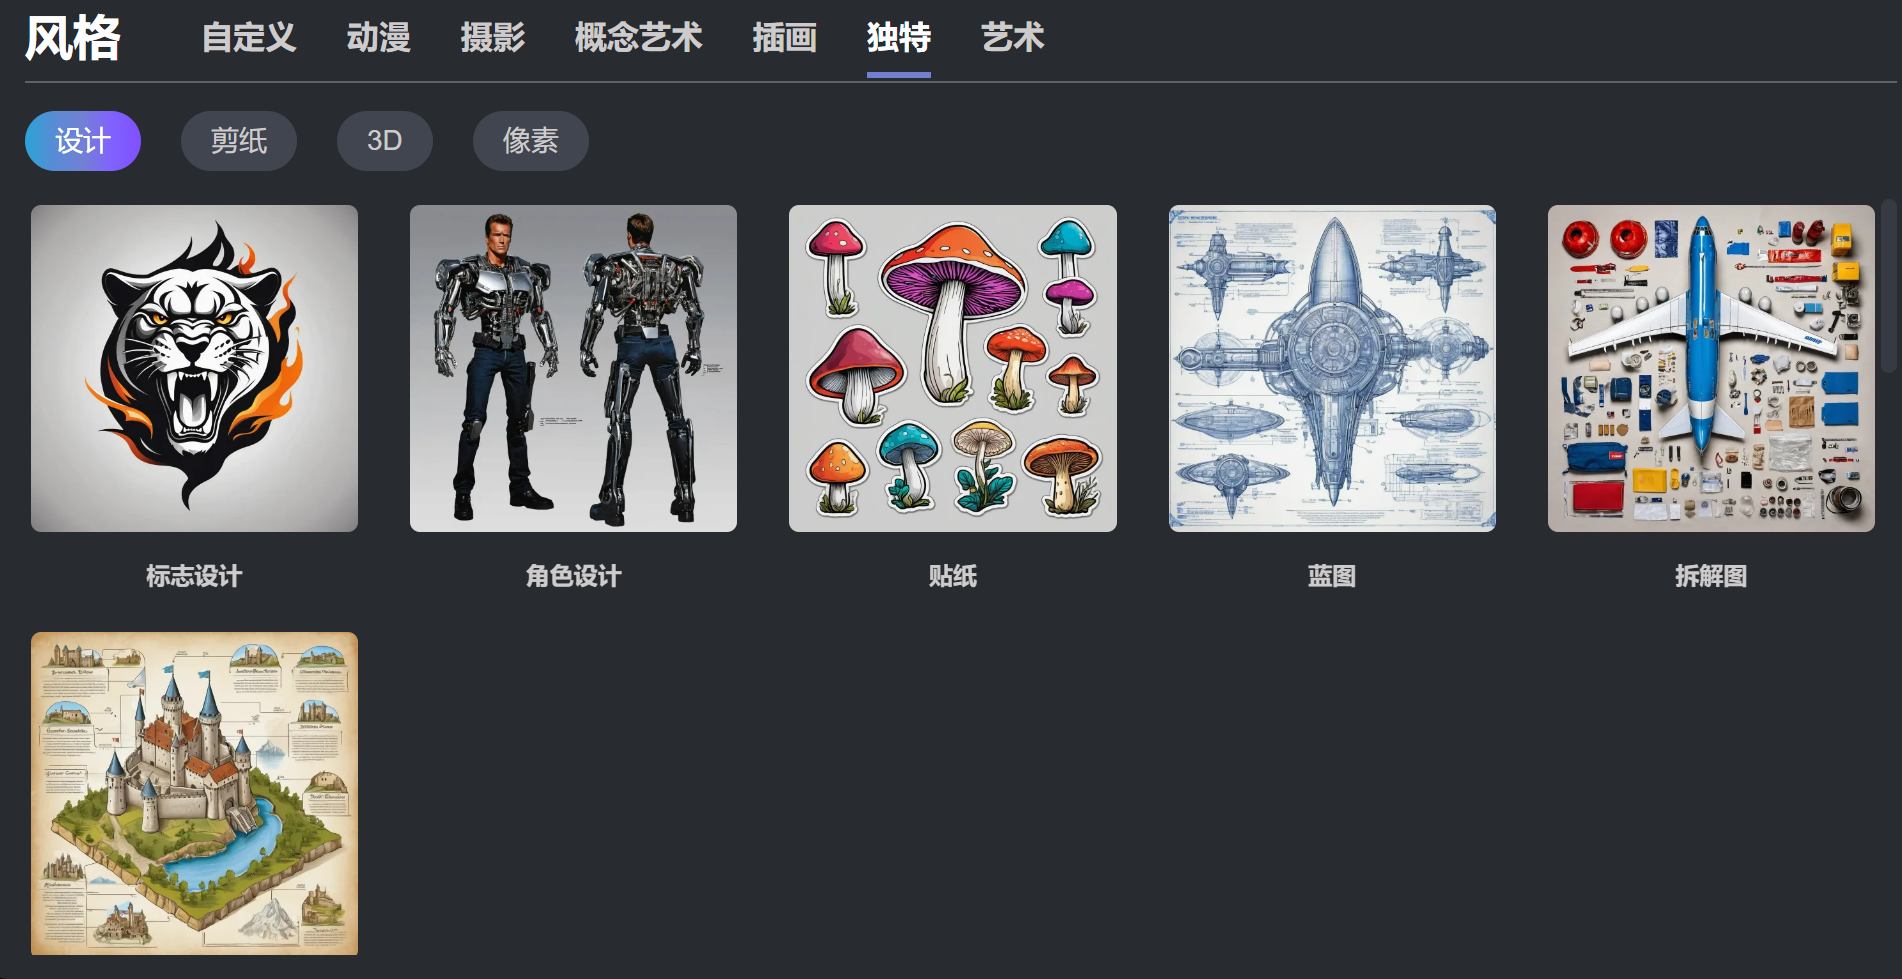 风格 自定义 动漫 摄影 概念艺术 插画 独特 艺术
设计 剪纸 3D 像素
标志设计 角色设计 贴纸 蓝图 拆解图